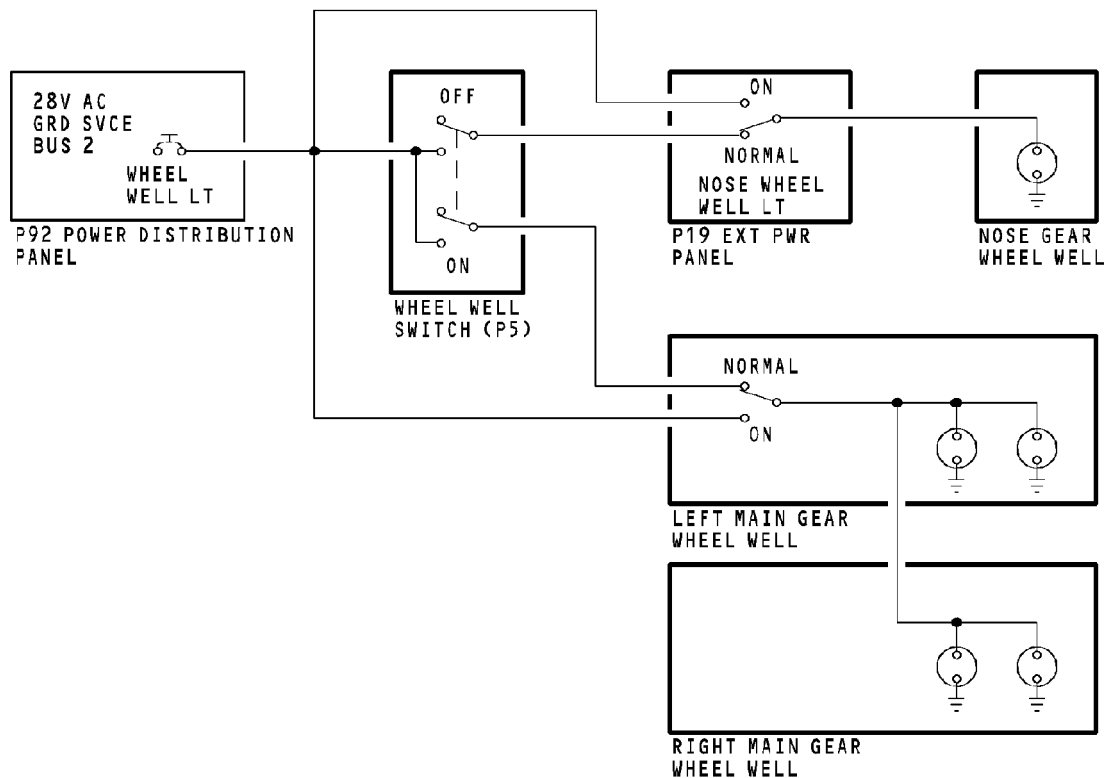 28V AC
GRD SVCE
BUS 2
WHEEL
WELL LT
P92 POWER DISTRIBUTION
PANEL
OFF
ON
WHEEL WELL
SWITCH (P5)
ON
NORMAL
NOSE WHEEL
WELL LT
P19 EXT PWR
PANEL
NOSE GEAR
WHEEL WELL
NORMAL
ON
LEFT MAIN GEAR
WHEEL WELL
RIGHT MAIN GEAR
WHEEL WELL